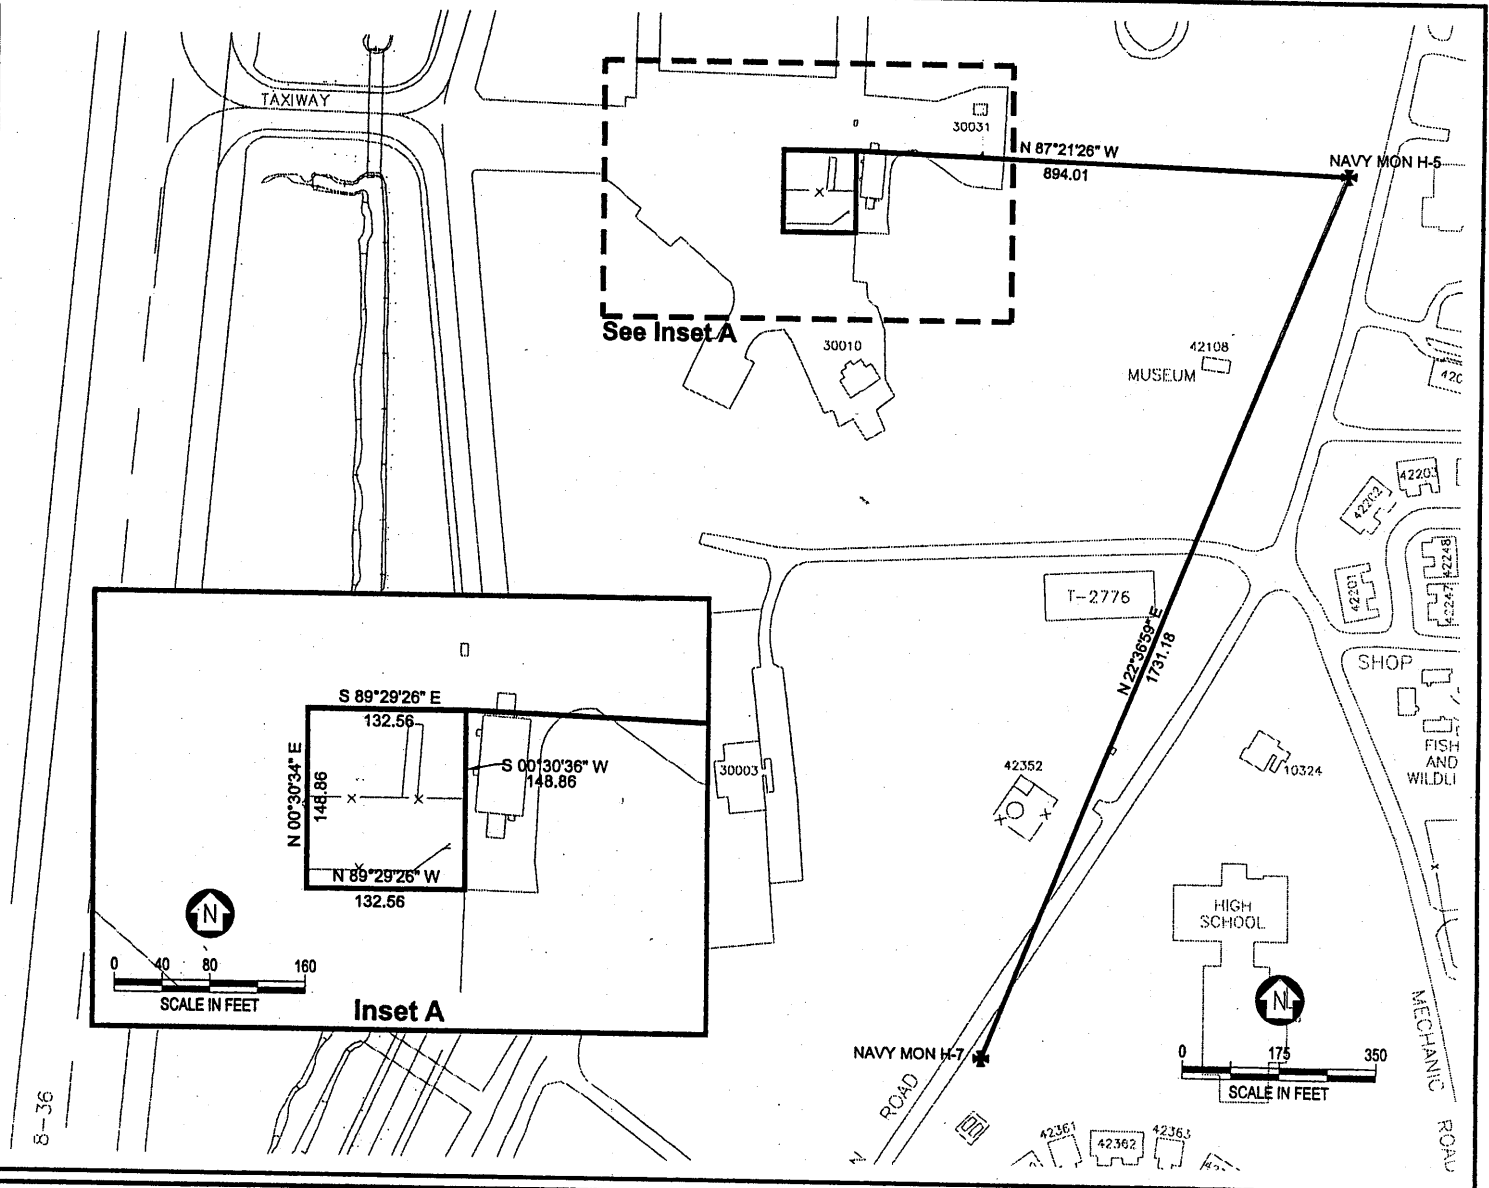 TAXIWAY
30031
N 87°21'26" W
894.01
NAVY MON H-5
See Inset A
30010
42108
MUSEUM
42203
42202
42248
42201
42247
T-2776
N 22°36'59" E
1731.18
SHOP
FISH
AND
WILDLI
10324
42352
30003
S 89°29'26" E
132.56
N 00°30'34" E
148.86
S 00°30'36" W
148.86
N 89°29'26" W
132.56
N
0 40 80 160
SCALE IN FEET
Inset A
HIGH
SCHOOL
N
0 175 350
SCALE IN FEET
MECHANIC ROAD
NAVY MON H-7
ROAD
8-36
42361
42362
42363